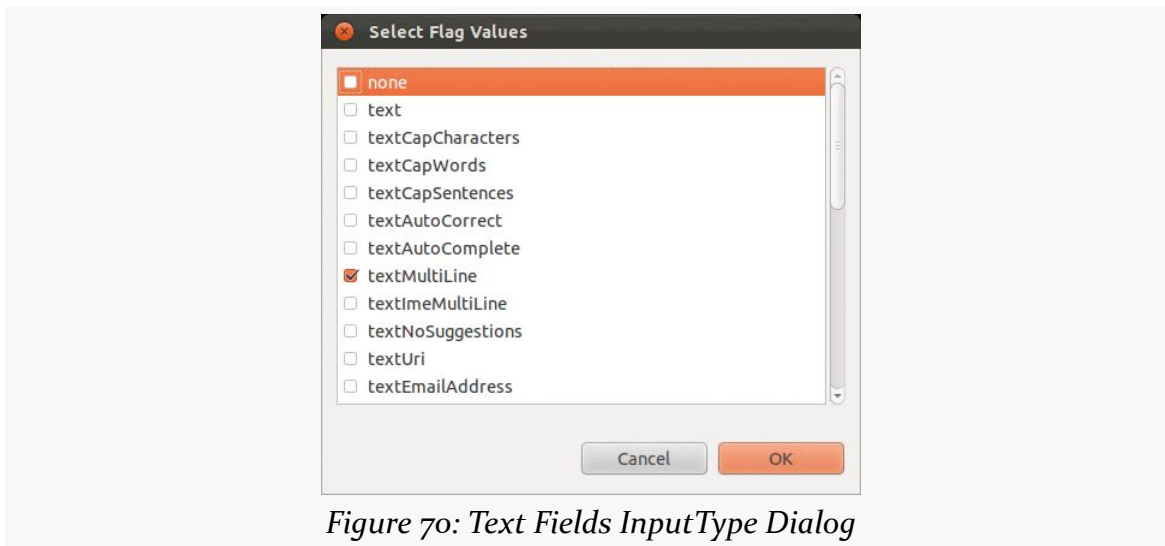 Select Flag Values
none
text
textCapCharacters
textCapWords
textCapSentences
textAutoCorrect
textAutoComplete
textMultiLine
textImeMultiLine
textNoSuggestions
textUri
textEmailAddress
Cancel OK
Figure 70: Text Fields InputType Dialog